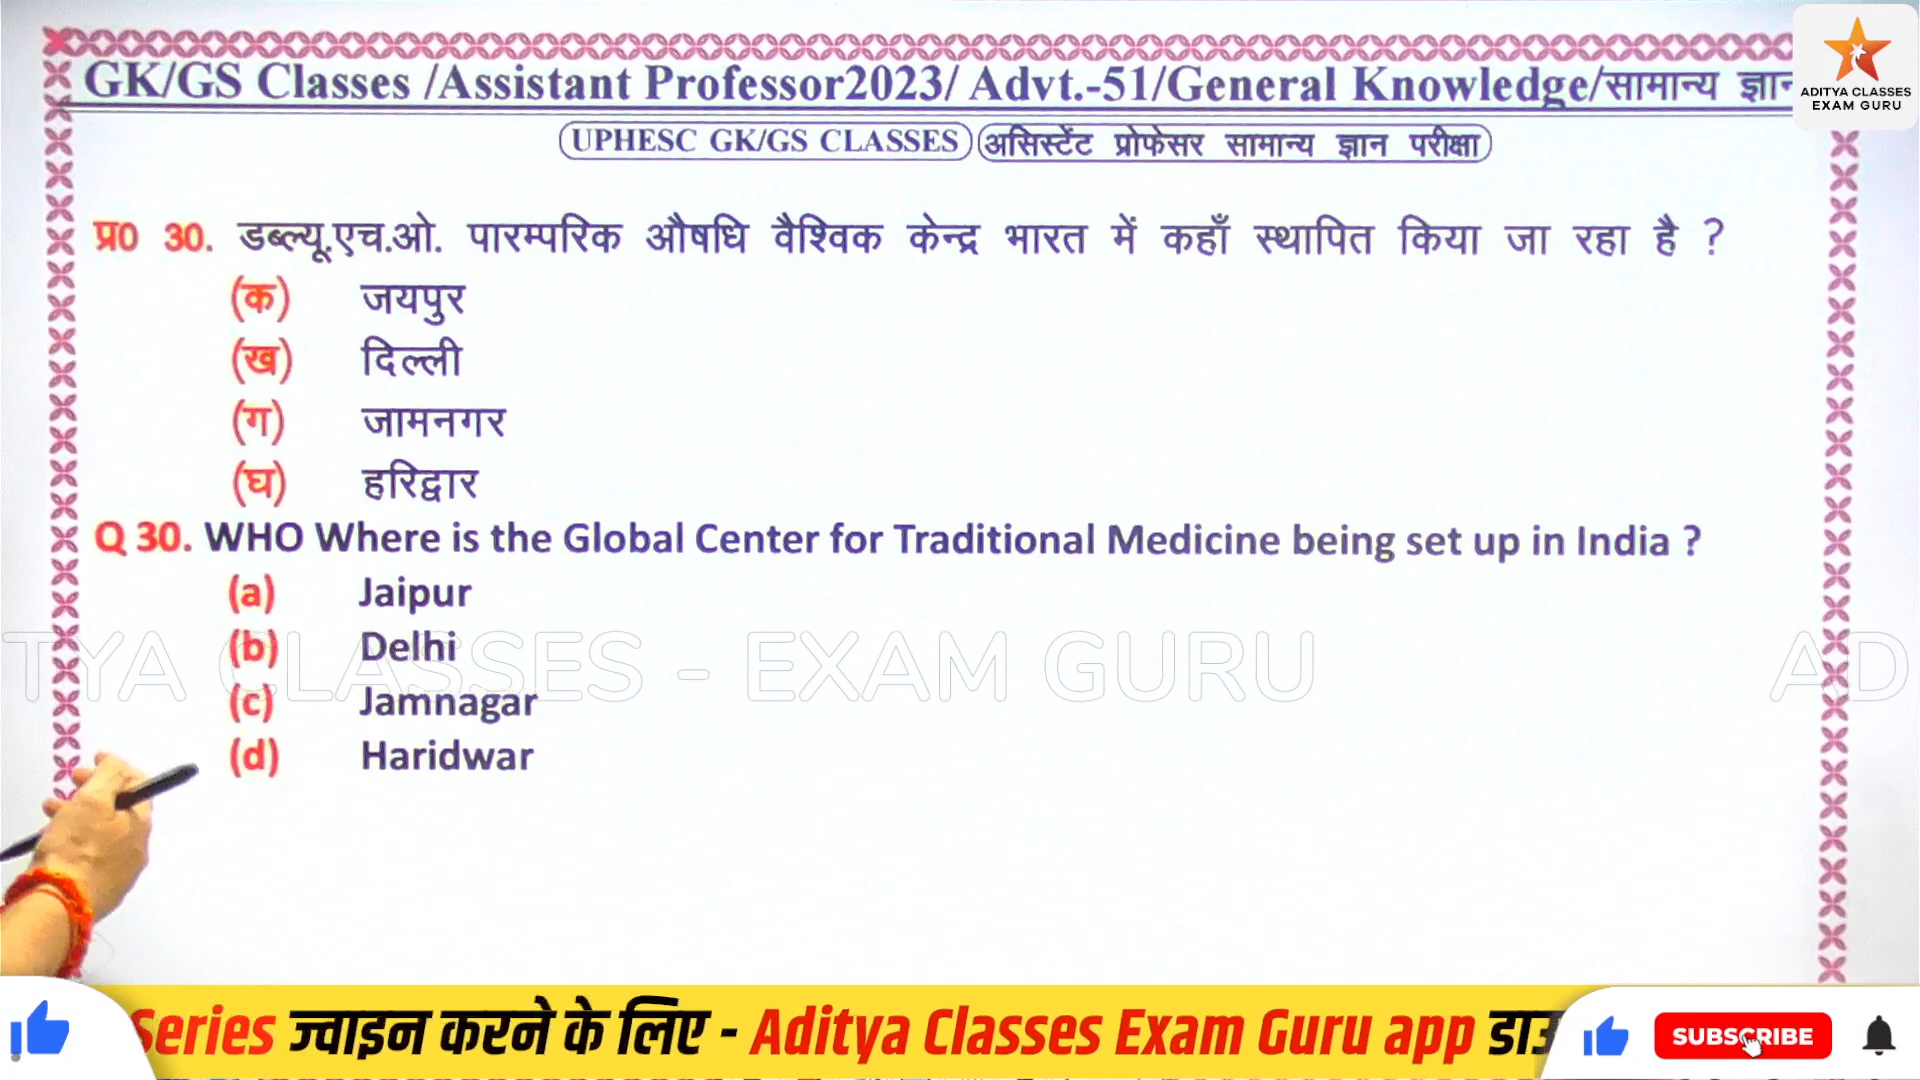 GK/GS Classes /Assistant Professor2023/ Advt.-51/General Knowledge/सामान्य ज्ञान
ADITYA CLASSES
EXAM GURU
UPHESC GK/GS CLASSES असिस्टेंट प्रोफेसर सामान्य ज्ञान परीक्षा
प्र0 30. डब्ल्यू.एच.ओ. पारम्परिक औषधि वैश्विक केन्द्र भारत में कहाँ स्थापित किया जा रहा है ?
(क) जयपुर
(ख) दिल्ली
(ग) जामनगर
(घ) हरिद्वार
Q 30. WHO Where is the Global Center for Traditional Medicine being set up in India ?
(a) Jaipur
(b) Delhi
TYA CLASSES - EXAM GURU AD
(c) Jamnagar
(d) Haridwar
Series ज्वाइन करने के लिए - Aditya Classes Exam Guru app
SUBSCRIBE